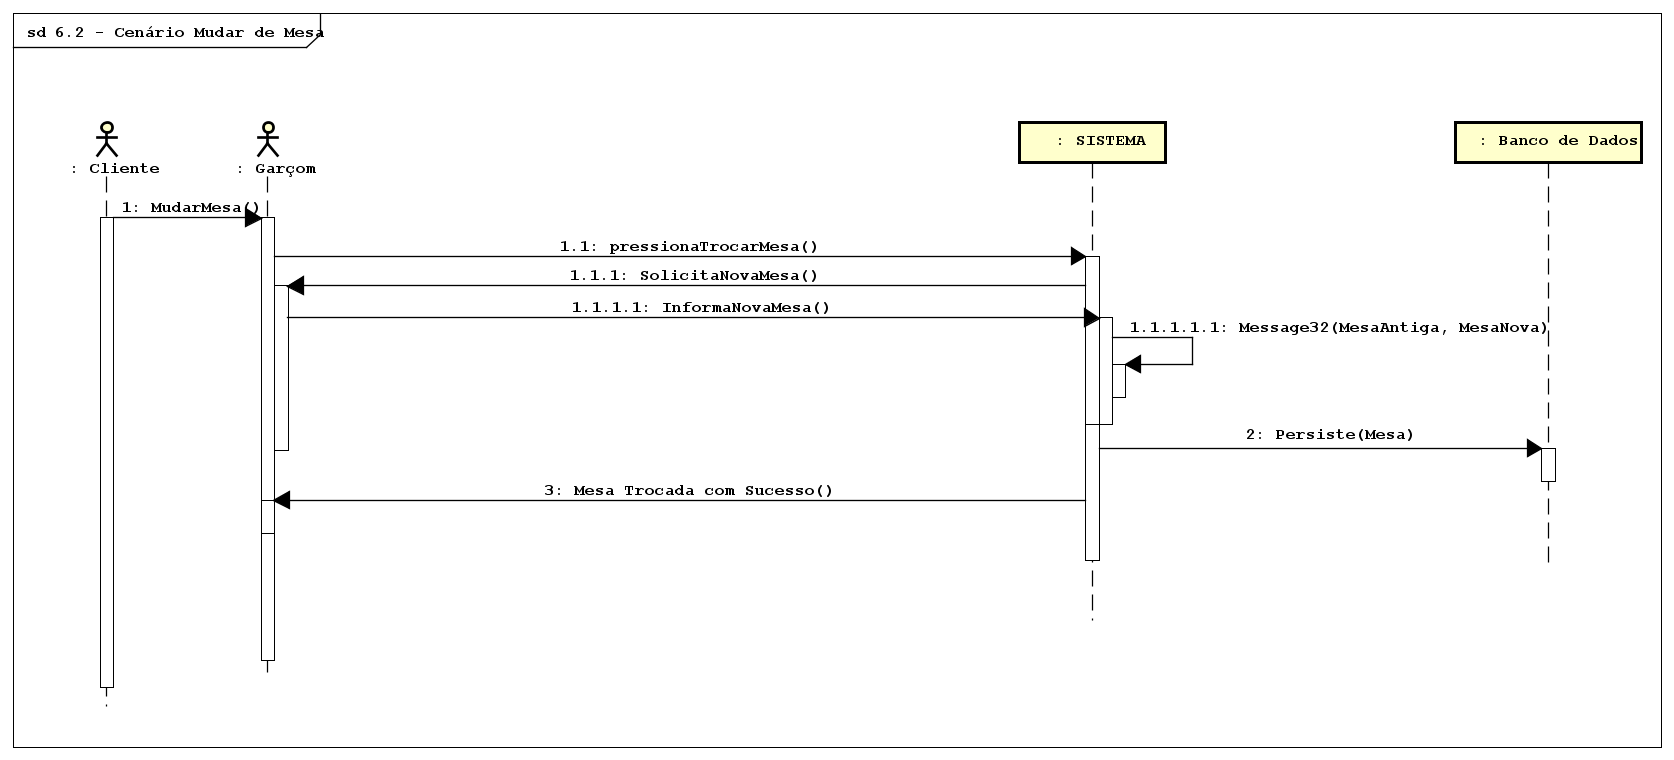 sd 6.2 - Cenário Mudar de Mesa
: Cliente
: Garçom
: SISTEMA
: Banco de Dados
1: MudarMesa()
1.1: pressionaTrocarMesa()
1.1.1: SolicitaNovaMesa()
1.1.1.1: InformaNovaMesa()
1.1.1.1.1: Message32(MesaAntiga, MesaNova)
2: Persiste(Mesa)
3: Mesa Trocada com Sucesso()